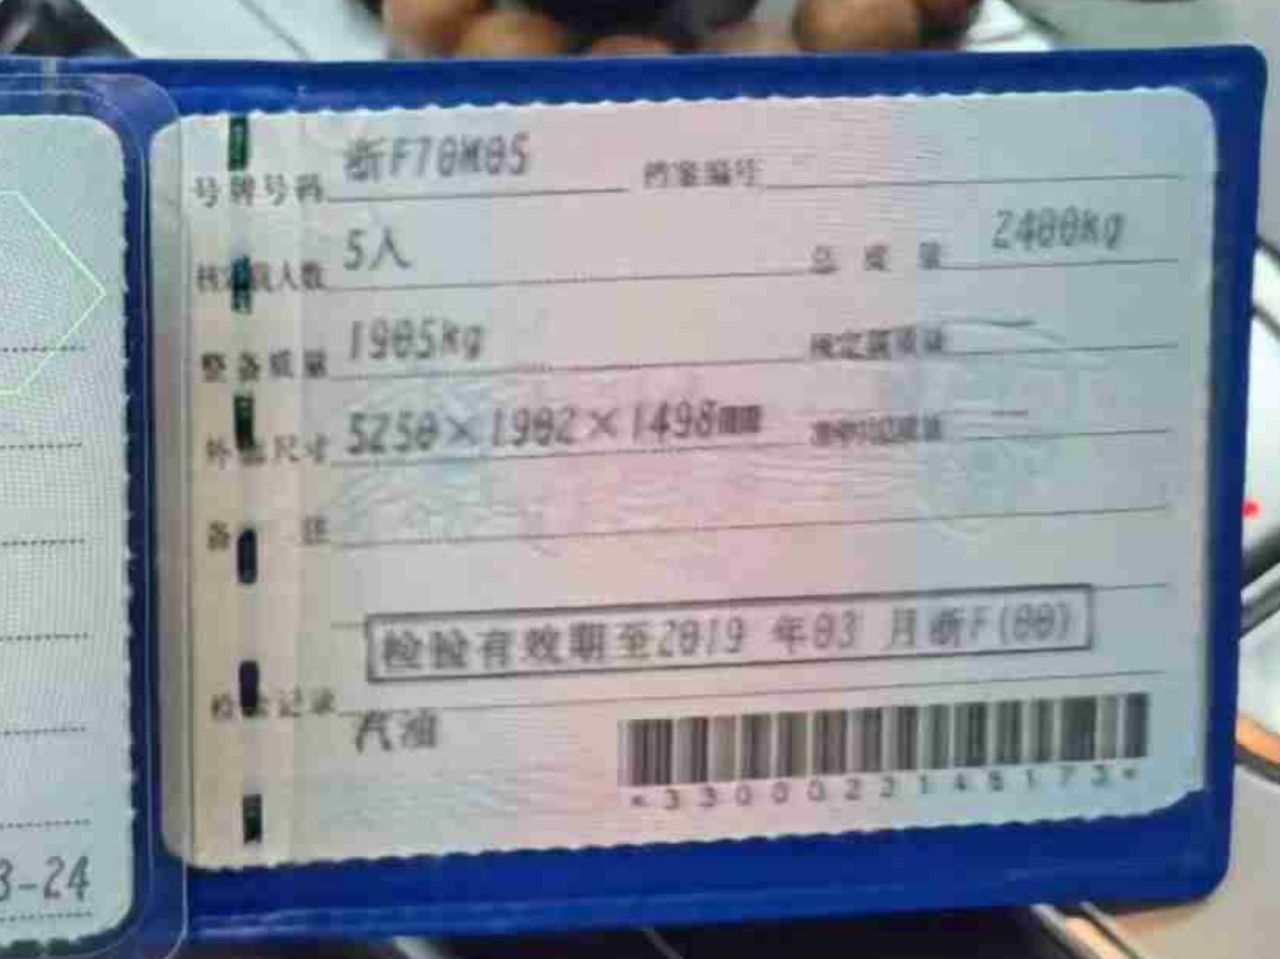 号牌号码 浙F70M05 档案编号
核定载人数 5人 总质量 2400kg
整备质量 1905kg 核定载质量
外廓尺寸 5250×1902×1498mm 准牵引总质量
备注
检验有效期至2019年03月浙F(00)
检验记录
汽油
3-24